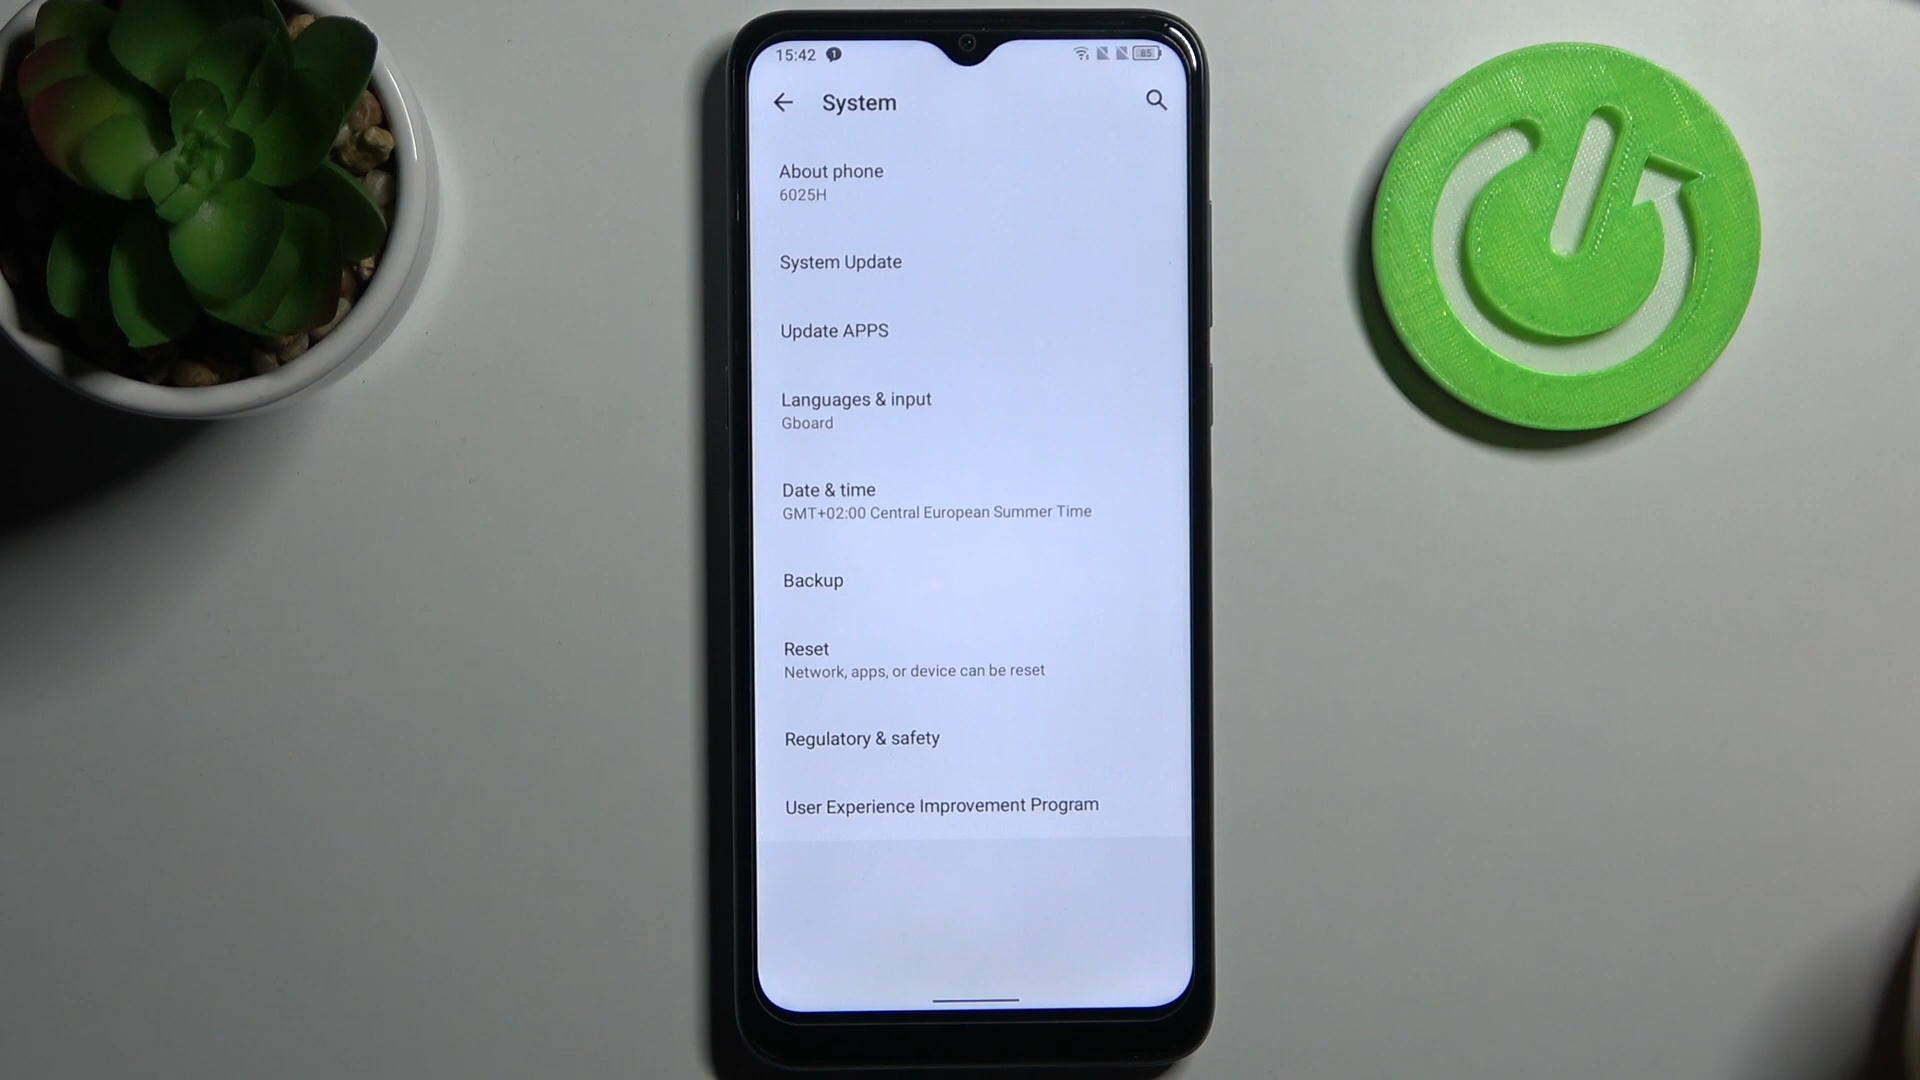 15:42
85
System
About phone
6025H
System Update
Update APPS
Languages & input
Gboard
Date & time
GMT+02:00 Central European Summer Time
Backup
Reset
Network, apps, or device can be reset
Regulatory & safety
User Experience Improvement Program